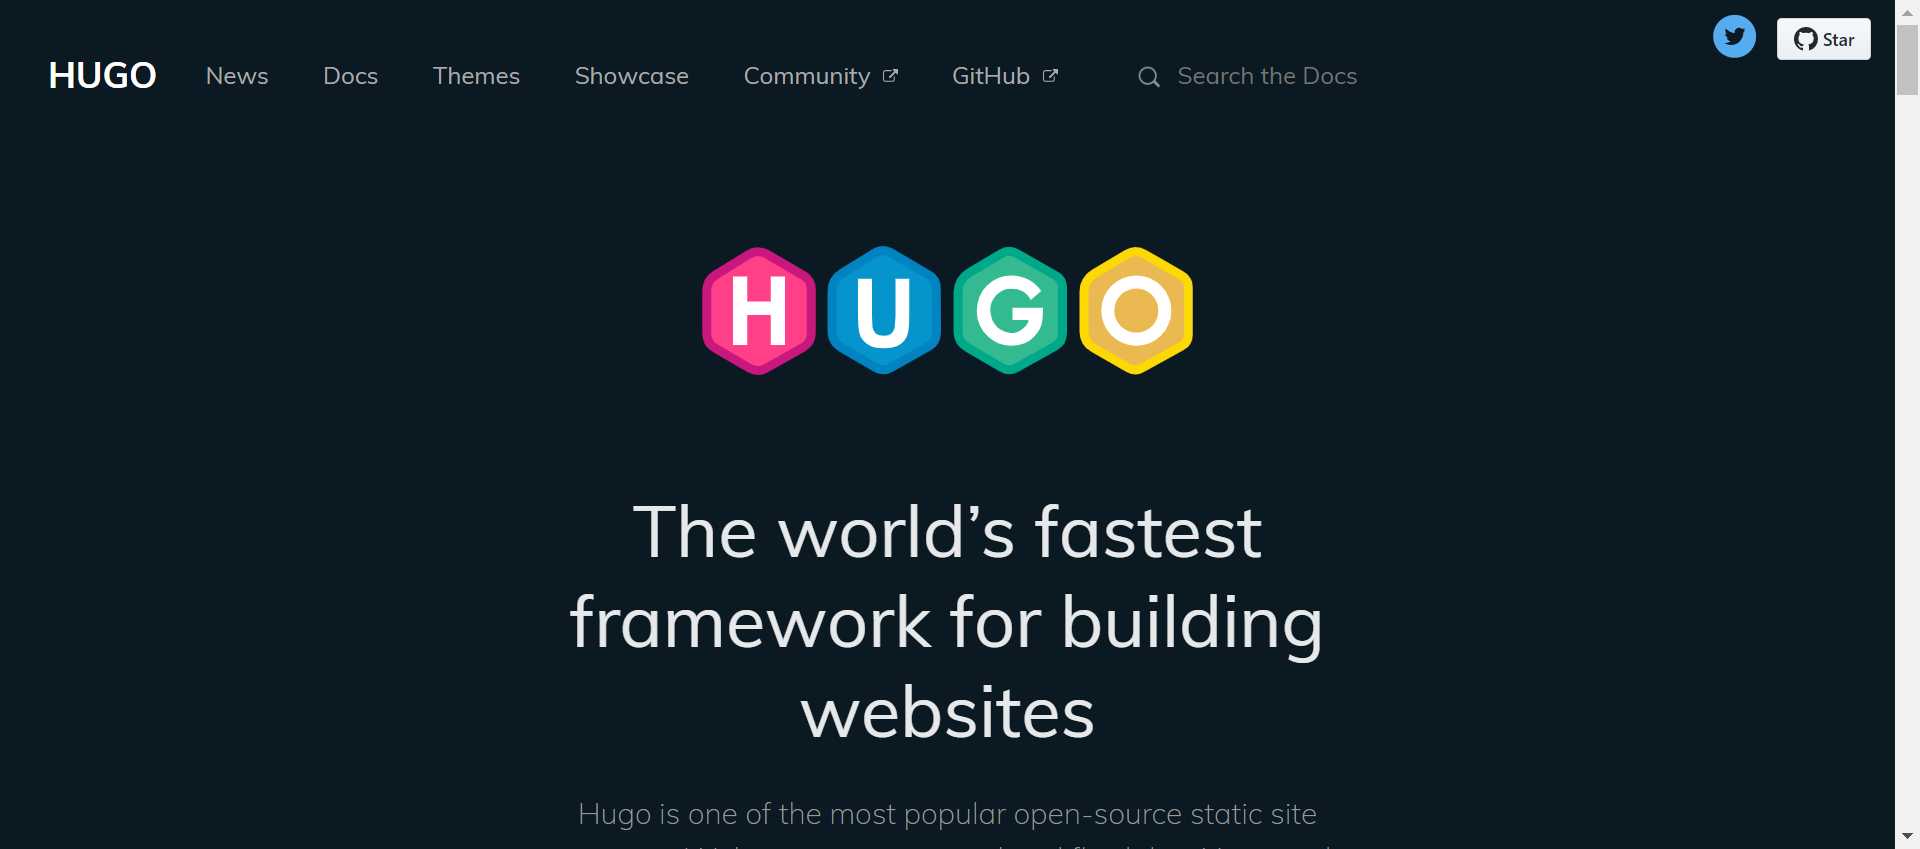 HUGO News Docs Themes Showcase Community GitHub Search the Docs Star
HUGO
The world’s fastest
framework for building
websites
Hugo is one of the most popular open-source static site